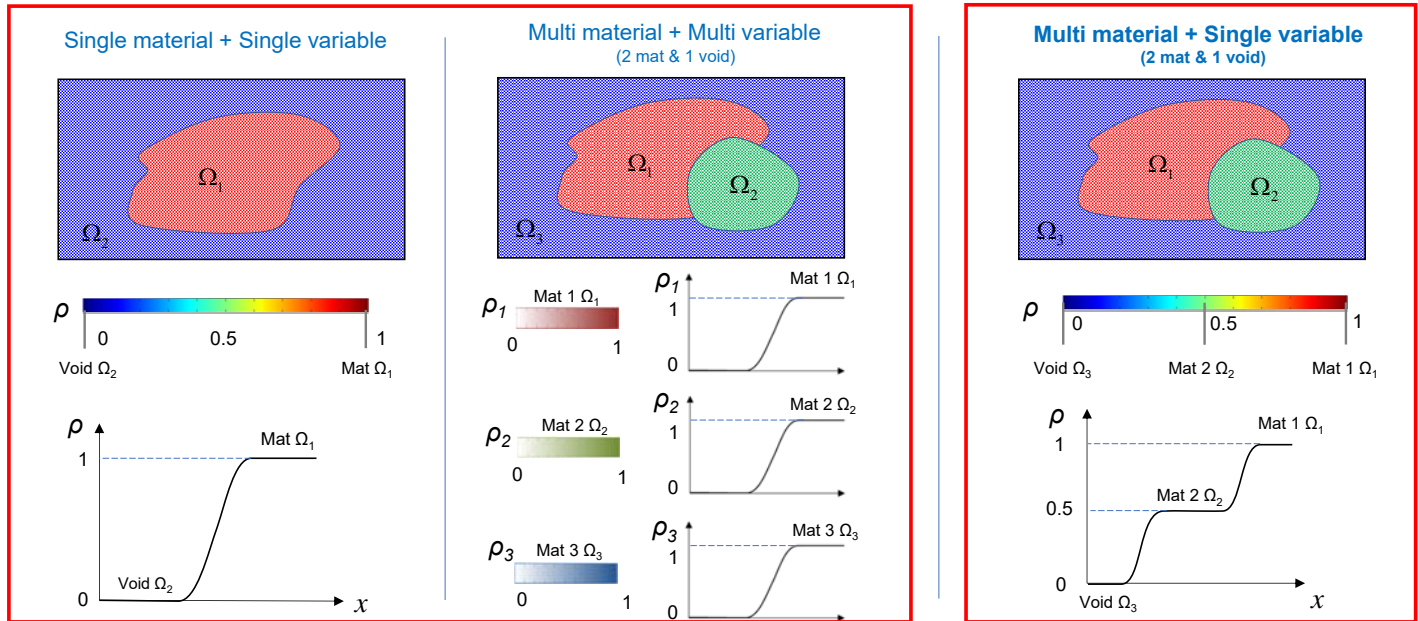 Single material + Single variable
Ω₁
Ω₂
ρ
0
0.5
1
Void Ω₂
Mat Ω₁
ρ
Mat Ω₁
1
Void Ω₂
0
x
Multi material + Multi variable
(2 mat & 1 void)
Ω₁
Ω₂
Ω₃
ρ₁
Mat 1 Ω₁
0
1
ρ₁
Mat 1 Ω₁
1
0
ρ₂
Mat 2 Ω₂
0
1
ρ₂
Mat 2 Ω₂
1
0
ρ₃
Mat 3 Ω₃
0
1
ρ₃
Mat 3 Ω₃
1
0
Multi material + Single variable
(2 mat & 1 void)
Ω₁
Ω₂
Ω₃
ρ
0
0.5
1
Void Ω₃
Mat 2 Ω₂
Mat 1 Ω₁
ρ
Mat 1 Ω₁
1
Mat 2 Ω₂
0.5
0
Void Ω₃
x